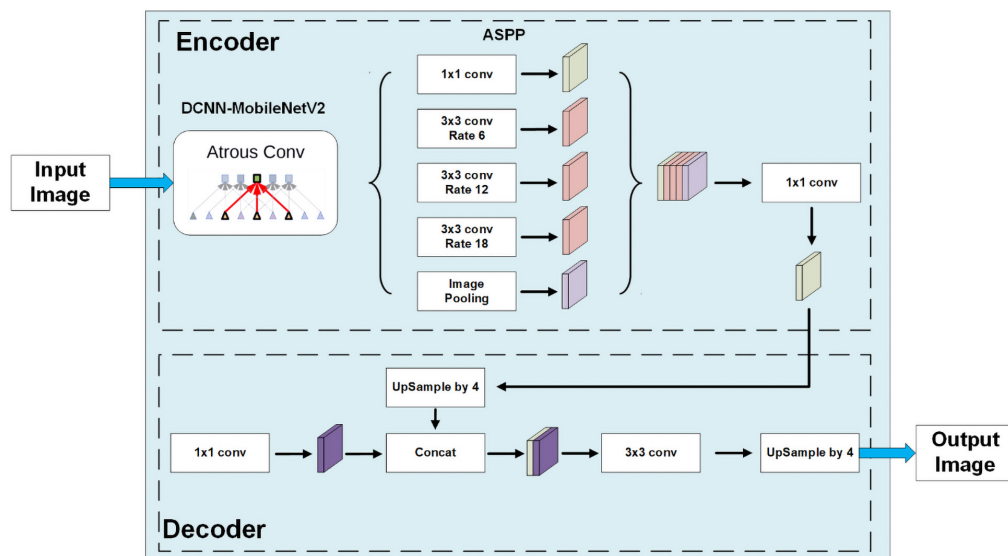 Encoder
ASPP
DCNN-MobileNetV2
Input
Image
Atrous Conv
1x1 conv
3x3 conv
Rate 6
3x3 conv
Rate 12
3x3 conv
Rate 18
Image
Pooling
1x1 conv
UpSample by 4
1x1 conv
Concat
3x3 conv
UpSample by 4
Output
Image
Decoder